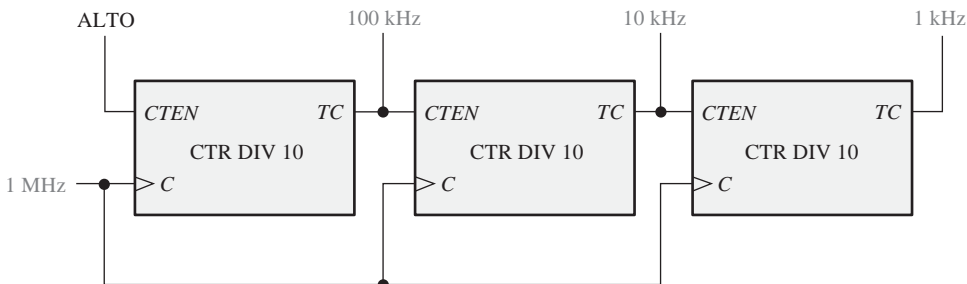 ALTO 100 kHz 10 kHz 1 kHz
CTEN TC CTEN TC CTEN TC
CTR DIV 10 CTR DIV 10 CTR DIV 10
1 MHz C C C